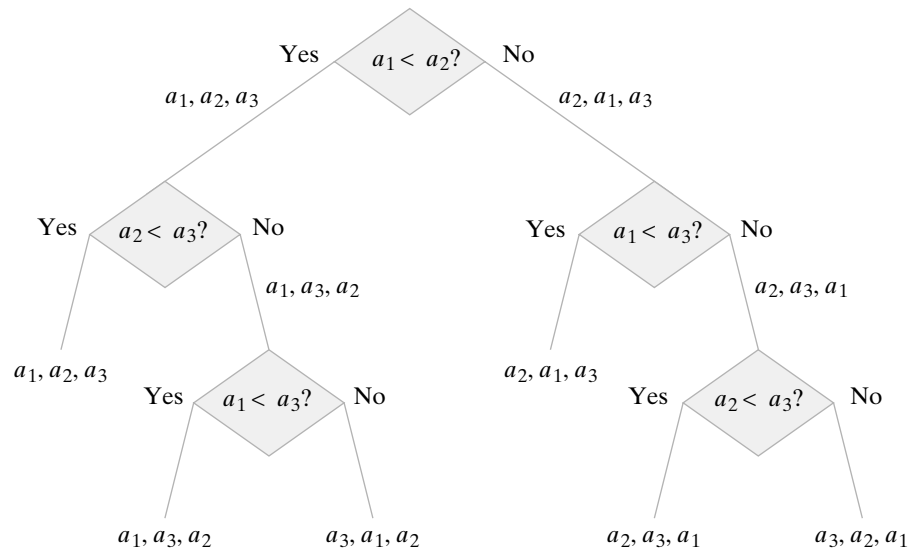 Yes a₁ < a₂? No
a₁, a₂, a₃ a₂, a₁, a₃
Yes a₂ < a₃? No Yes a₁ < a₃? No
a₁, a₃, a₂ a₂, a₃, a₁
a₁, a₂, a₃ a₂, a₁, a₃
Yes a₁ < a₃? No Yes a₂ < a₃? No
a₁, a₃, a₂ a₃, a₁, a₂ a₂, a₃, a₁ a₃, a₂, a₁